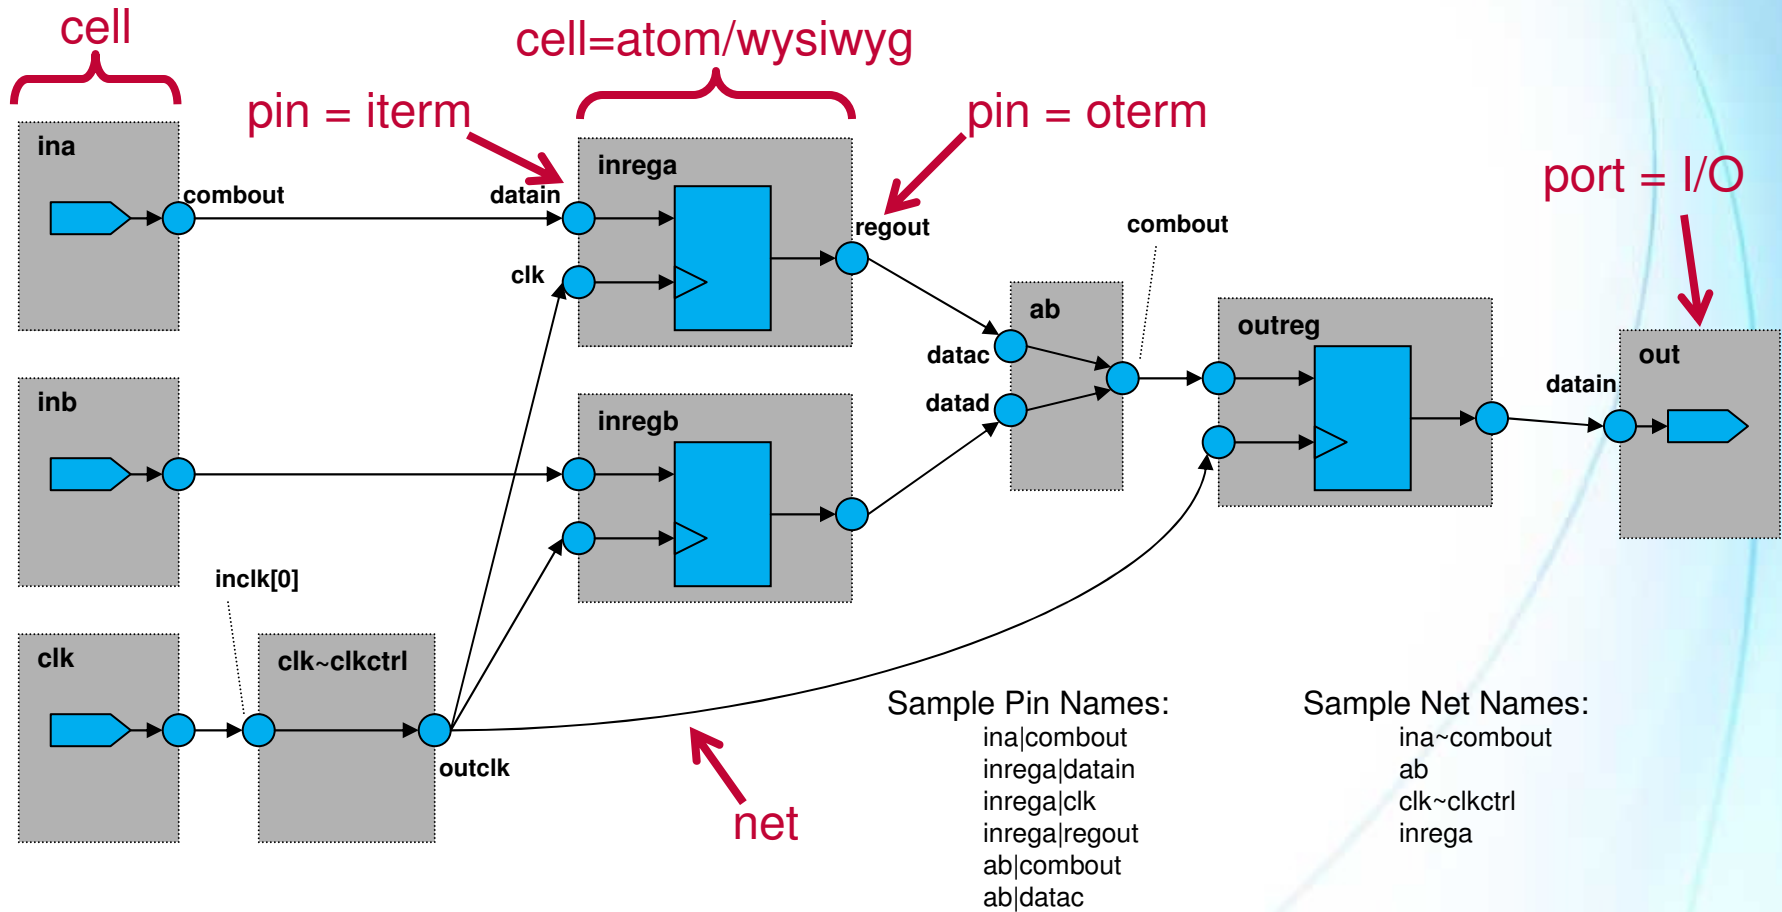 cell
cell=atom/wysiwyg
pin = iterm
pin = oterm
port = I/O
ina
combout
datain
inrega
clk
regout
combout
ab
datac
datad
outreg
out
datain
inb
inregb
inclk[0]
clk
clk~clkctrl
outclk
net
Sample Pin Names:
ina|combout
inrega|datain
inrega|clk
inrega|regout
ab|combout
ab|datac
Sample Net Names:
ina~combout
ab
clk~clkctrl
inrega